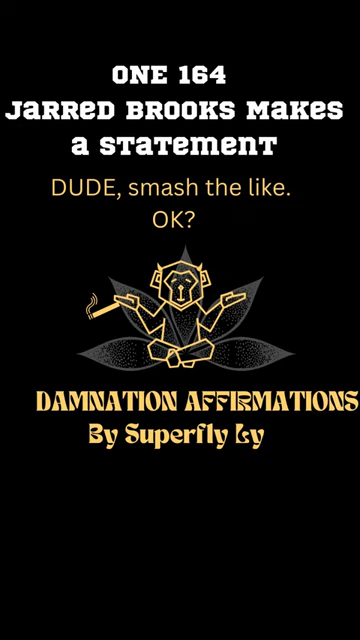 ONE 164
Jarred Brooks Makes
a statement
DUDE, smash the like.
OK?
DAMNATION AFFIRMATIONS
By Superfly Ly